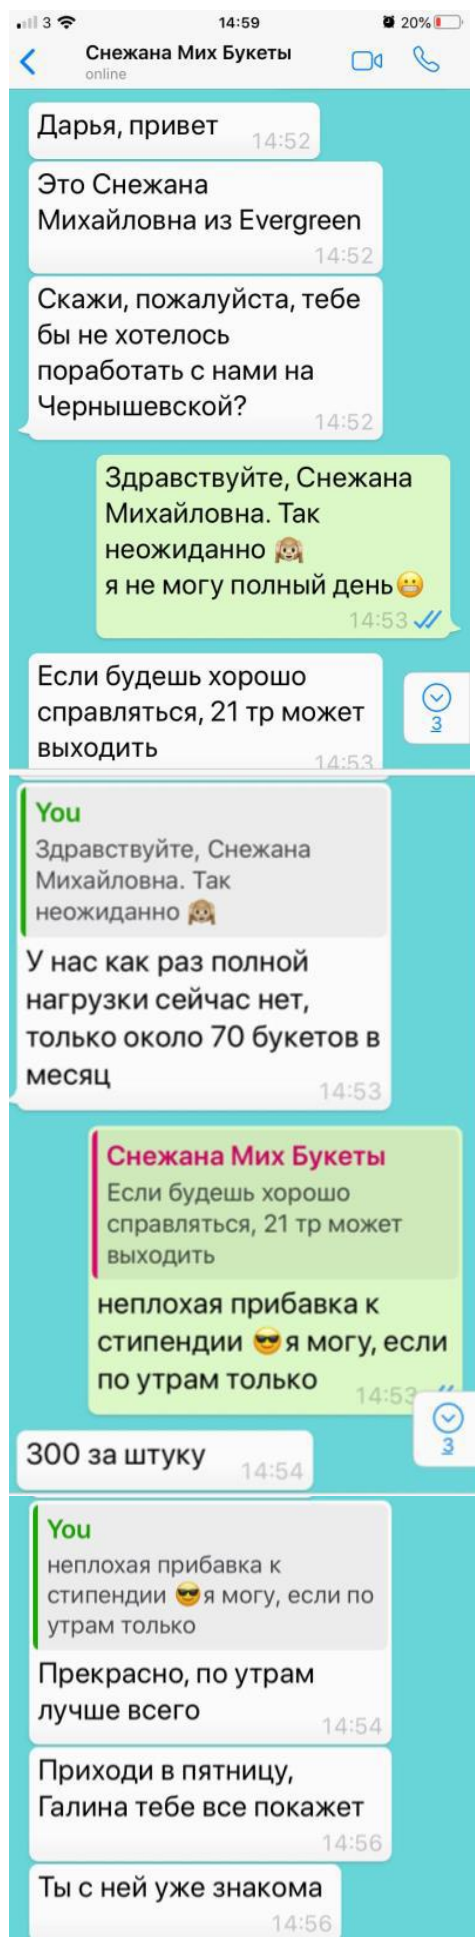 3 14:59 20%
Снежана Мих Букеты
online
Дарья, привет
14:52
Это Снежана
Михайловна из Evergreen
14:52
Скажи, пожалуйста, тебе
бы не хотелось
поработать с нами на
Чернышевской?
14:52
Здравствуйте, Снежана
Михайловна. Так
неожиданно 🙉
я не могу полный день😬
14:53
Если будешь хорошо
справляться, 21 тр может
выходить
14:53
3
You
Здравствуйте, Снежана
Михайловна. Так
неожиданно 🙉
У нас как раз полной
нагрузки сейчас нет,
только около 70 букетов в
месяц
14:53
Снежана Мих Букеты
Если будешь хорошо
справляться, 21 тр может
выходить
неплохая прибавка к
стипендии 😎я могу, если
по утрам только
14:53
3
300 за штуку
14:54
You
неплохая прибавка к
стипендии 😎я могу, если по
утрам только
Прекрасно, по утрам
лучше всего
14:54
Приходи в пятницу,
Галина тебе все покажет
14:56
Ты с ней уже знакома
14:56